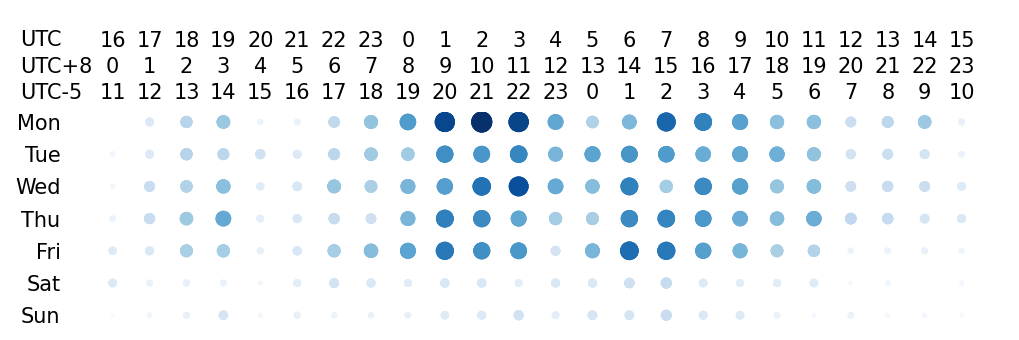 UTC 16 17 18 19 20 21 22 23 0 1 2 3 4 5 6 7 8 9 10 11 12 13 14 15
UTC+8 0 1 2 3 4 5 6 7 8 9 10 11 12 13 14 15 16 17 18 19 20 21 22 23
UTC-5 11 12 13 14 15 16 17 18 19 20 21 22 23 0 1 2 3 4 5 6 7 8 9 10
Mon
Tue
Wed
Thu
Fri
Sat
Sun